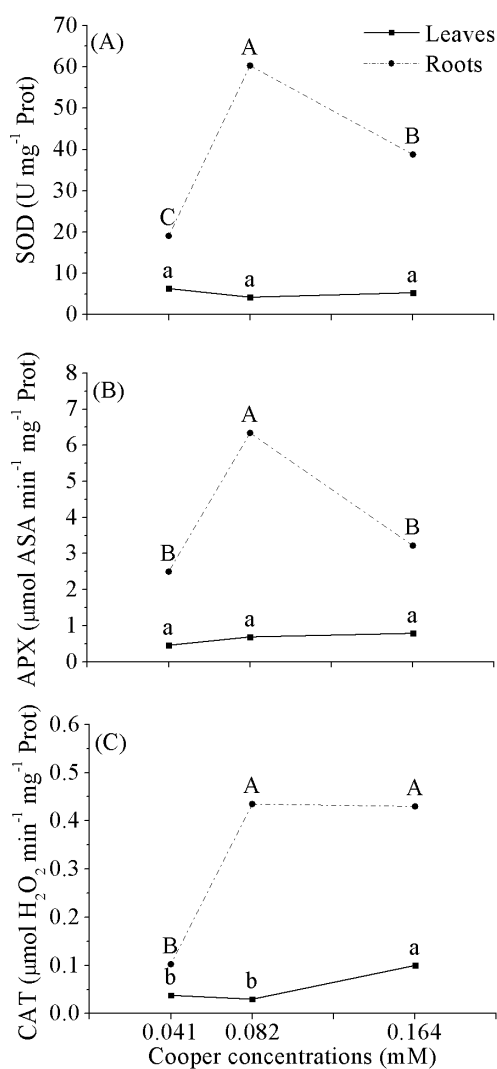 (A)
Leaves
Roots
SOD (U mg⁻¹ Prot)
70
60
50
40
30
20
10
0
C
A
B
a
a
a
(B)
APX (μmol ASA min⁻¹ mg⁻¹ Prot)
8
7
6
5
4
3
2
1
0
B
A
B
a
a
a
(C)
CAT (μmol H₂O₂ min⁻¹ mg⁻¹ Prot)
0.6
0.5
0.4
0.3
0.2
0.1
0.0
B
A
A
b
b
a
0.041
0.082
0.164
Cooper concentrations (mM)